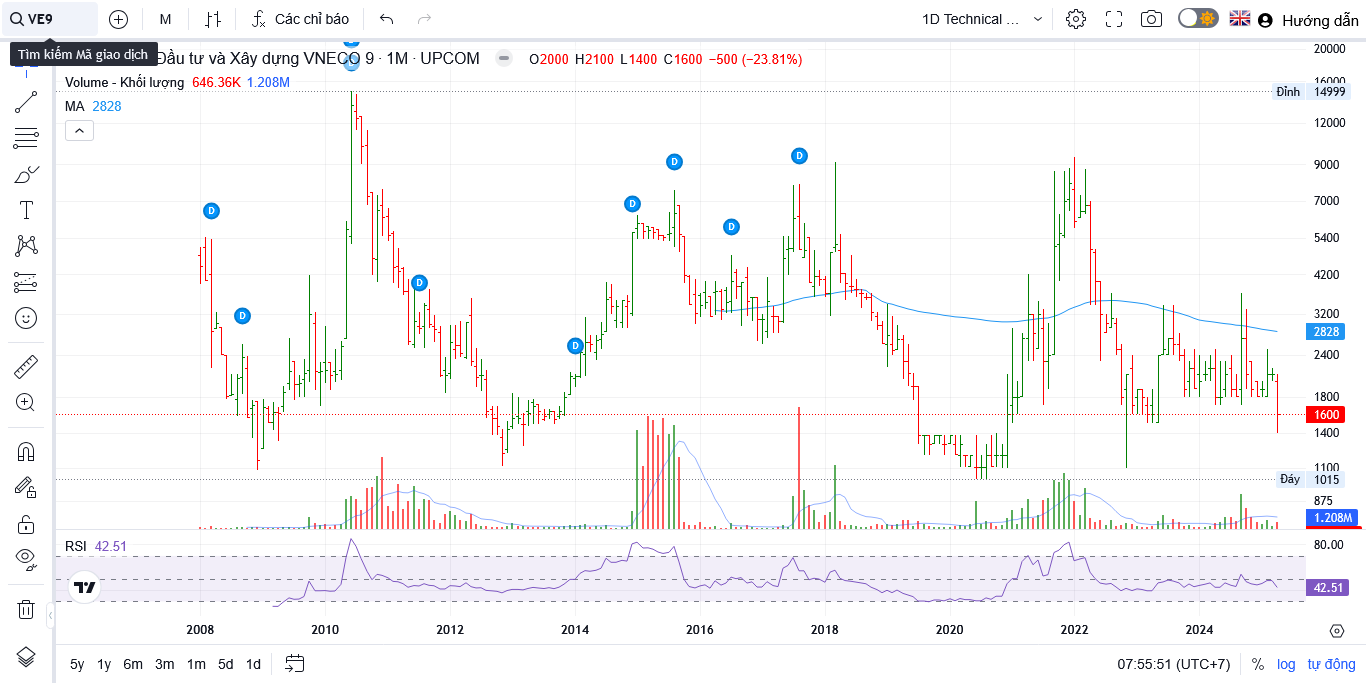 VE9
M
Các chỉ báo
1D Technical ...
Hướng dẫn
Tìm kiếm Mã giao dịch
Đầu tư và Xây dựng VNECO 9 · 1M · UPCOM
O2000 H2100 L1400 C1600 −500 (−23.81%)
Volume - Khối lượng 646.36K 1.208M
MA 2828
20000
16000
Đỉnh 14999
12000
9000
7000
5400
4200
3200
2828
2400
1800
1600
1400
1100
Đáy 1015
875
1.208M
D
D
D
D
D
D
D
D
RSI 42.51
80.00
42.51
2008 2010 2012 2014 2016 2018 2020 2022 2024
5y 1y 6m 3m 1m 5d 1d
07:55:51 (UTC+7) % log tự động